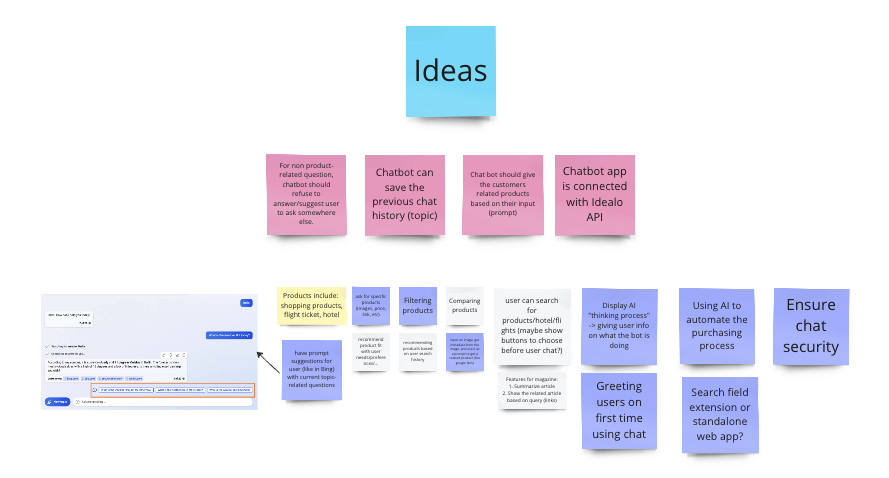 Ideas
For non product-
related question,
chatbot should
refuse to
answer/suggest user
to ask somewhere
else.
Chatbot can
save the
previous chat
history (topic)
Chat bot should give
the customers
related products
based on their input
(prompt)
Chatbot app
is connected
with Idealo
API
Products include:
shopping products,
flight ticket, hotel
ask for specific
products
(images, price,
link, etc)
Filtering
products
Comparing
products
user can search
for
products/hotel/fli
ghts (maybe show
buttons to choose
before user chat?)
Display AI
"thinking process"
-> giving user info
on what the bot is
doing
Using AI to
automate the
purchasing
process
Ensure
chat
security
have prompt
suggestions for
user (like in Bing)
with current topic-
related questions
recommend
product fit
with user
needs/prefere
nces/...
recommending
products based
on user search
history
Features for magazine:
1. Summarize article
2. Show the related article
based on query (links)
Greeting
users on
first time
using chat
Search field
extension or
standalone
web app?